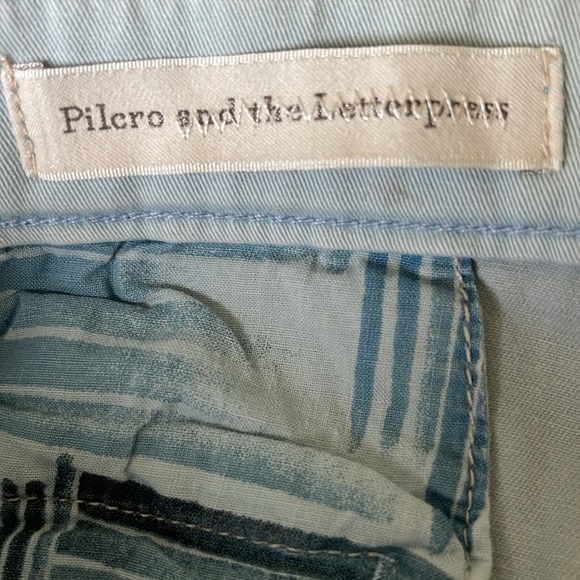 Pilcro and the Letterpress